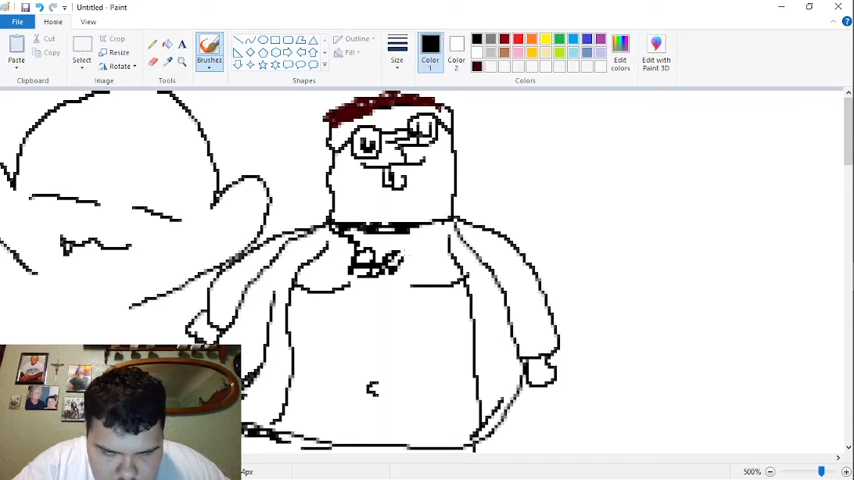 Untitled - Paint
File Home View
Cut
Copy
Paste
Clipboard
Select
Crop
Resize
Rotate
Image
Tools
Brushes
Shapes
Outline
Fill
Size
Color
1
Color
2
Edit
colors
Edit with
Paint 3D
Colors
4px
500%